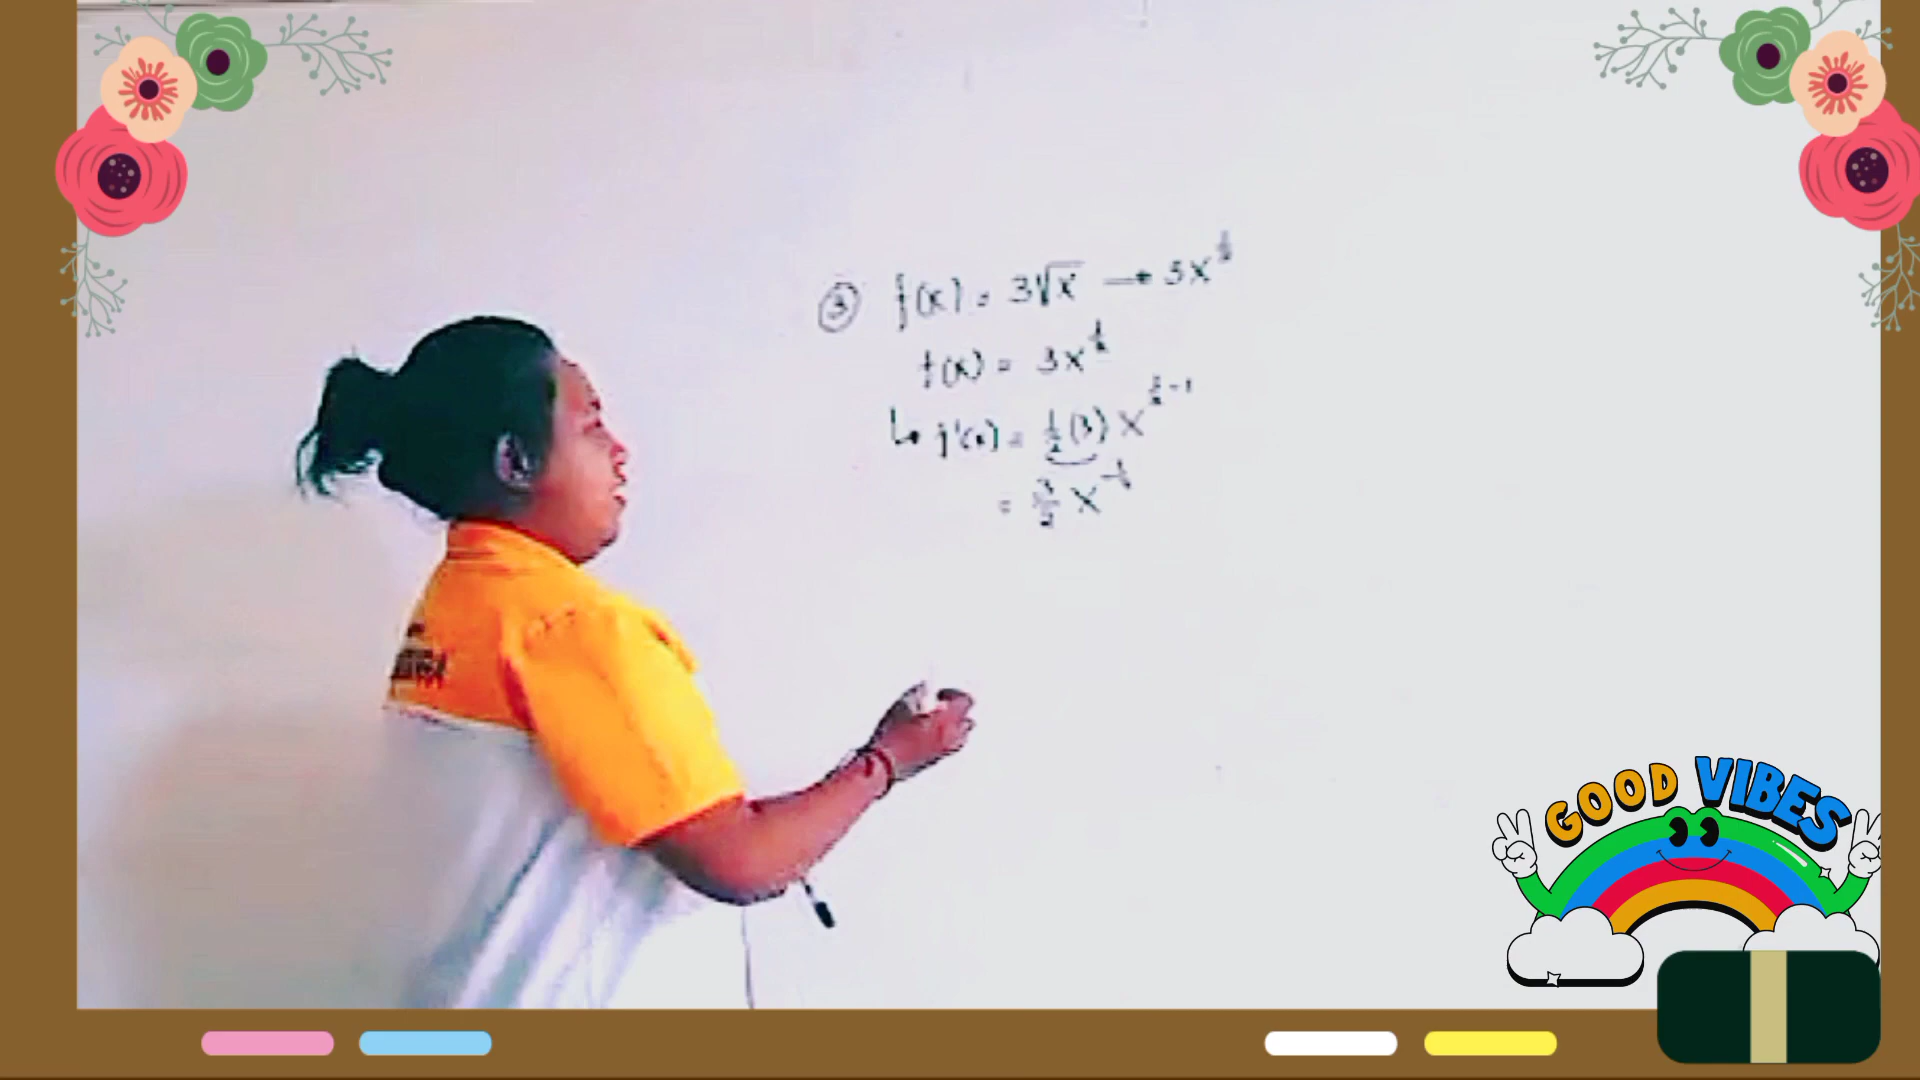 ③ f(x) = 3√x → 3x^½
f(x) = 3x^½
↳ f'(x) = ½(3)x^½-1
= 3/2 x^-½
GOOD VIBES